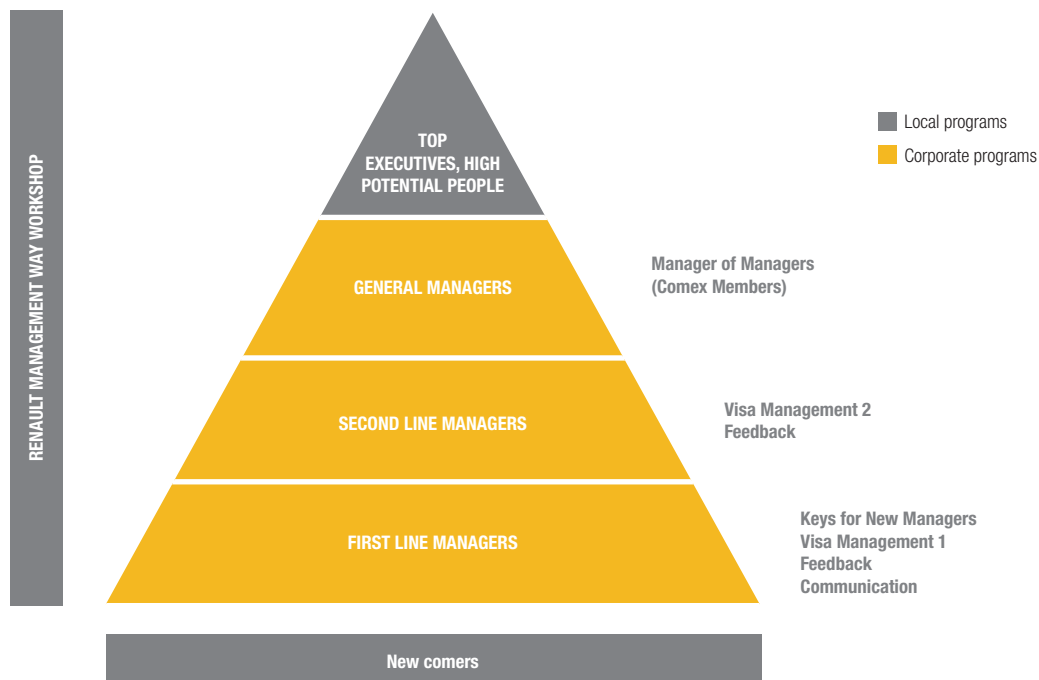 RENAULT MANAGEMENT WAY WORKSHOP
TOP
EXECUTIVES, HIGH
POTENTIAL PEOPLE
Local programs
Corporate programs
GENERAL MANAGERS
Manager of Managers
(Comex Members)
SECOND LINE MANAGERS
Visa Management 2
Feedback
FIRST LINE MANAGERS
Keys for New Managers
Visa Management 1
Feedback
Communication
New comers